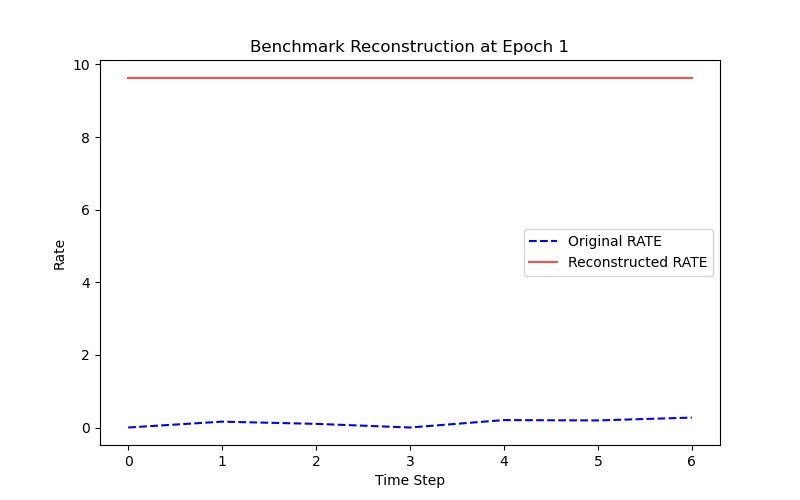 Benchmark Reconstruction at Epoch 1
10
8
6
4
2
0
Rate
Original RATE
Reconstructed RATE
0 1 2 3 4 5 6
Time Step